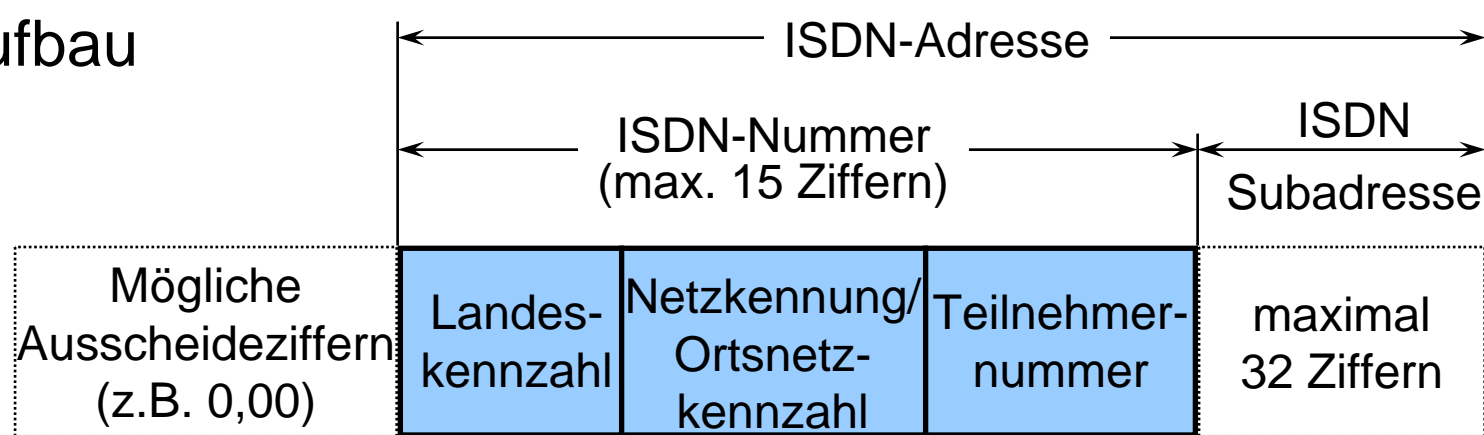 ufbau
ISDN-Adresse
ISDN-Nummer
(max. 15 Ziffern)
ISDN
Subadresse
Mögliche
Ausscheideziffern
(z.B. 0,00)
Landes-
kennzahl
Netzkennung/
Ortsnetz-
kennzahl
Teilnehmer-
nummer
maximal
32 Ziffern